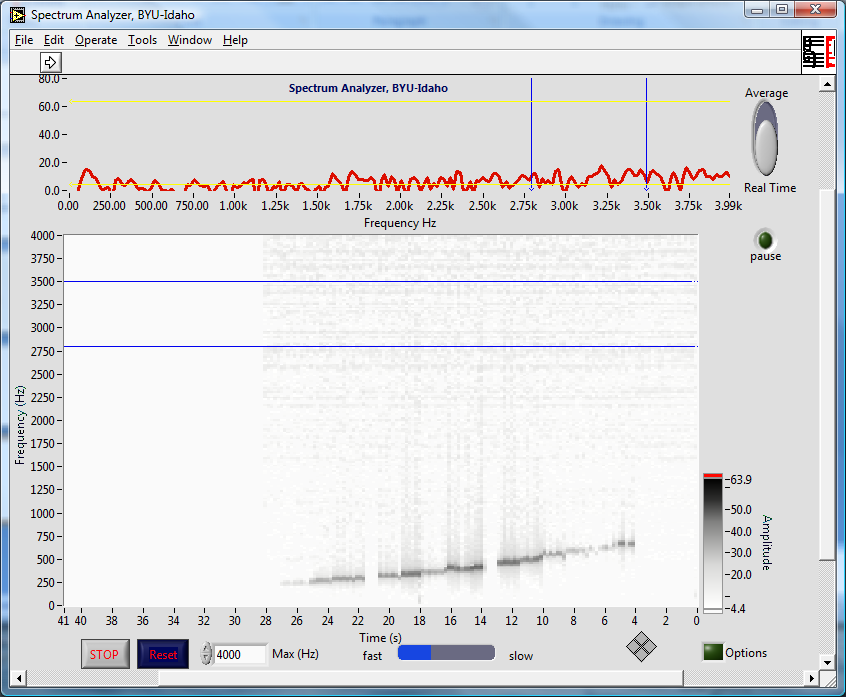 Spectrum Analyzer, BYU-Idaho
File Edit Operate Tools Window Help
Spectrum Analyzer, BYU-Idaho
80.0
60.0
40.0
20.0
0.0
0.00 250.00 500.00 750.00 1.00k 1.25k 1.50k 1.75k 2.00k 2.25k 2.50k 2.75k 3.00k 3.25k 3.50k 3.75k 3.99k
Frequency Hz
Average
Real Time
pause
4000
3750
3500
3250
3000
2750
2500
2250
2000
1750
1500
1250
1000
750
500
250
0
Frequency (Hz)
41 40 38 36 34 32 30 28 26 24 22 20 18 16 14 12 10 8 6 4 2 0
Time (s)
63.9
50.0
40.0
30.0
20.0
4.4
Amplitude
STOP Reset 4000 Max (Hz) fast slow Options